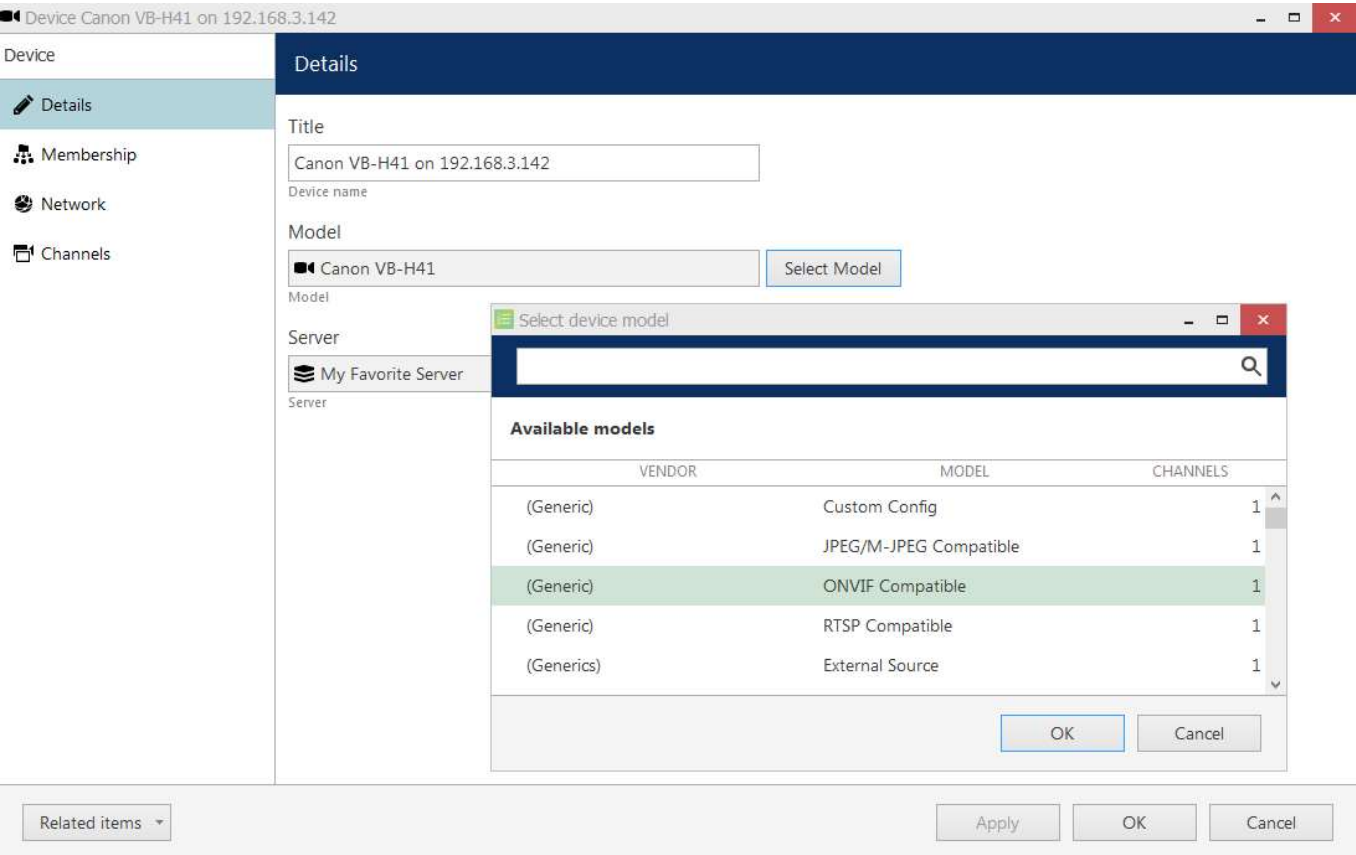 Device Canon VB-H41 on 192.168.3.142
Device
Details
Membership
Network
Channels
Details
Title
Canon VB-H41 on 192.168.3.142
Device name
Model
Canon VB-H41
Select Model
Model
Server
My Favorite Server
Server
Select device model
Available models
VENDOR MODEL CHANNELS
(Generic) Custom Config 1
(Generic) JPEG/M-JPEG Compatible 1
(Generic) ONVIF Compatible 1
(Generic) RTSP Compatible 1
(Generics) External Source 1
OK Cancel
Related items Apply OK Cancel